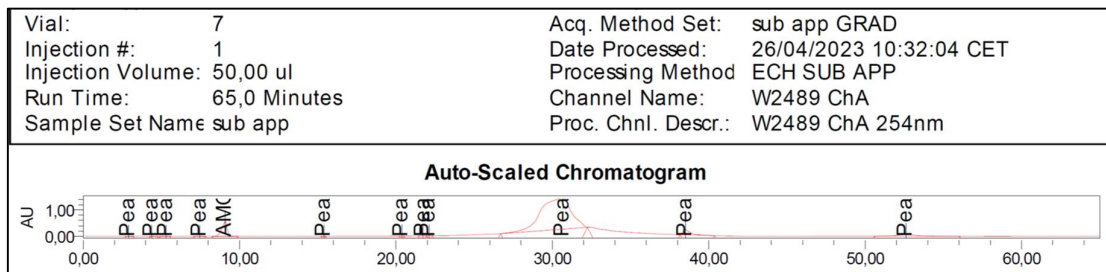 Vial: 7 Acq. Method Set: sub app GRAD
Injection #: 1 Date Processed: 26/04/2023 10:32:04 CET
Injection Volume: 50,00 ul Processing Method ECH SUB APP
Run Time: 65,0 Minutes Channel Name: W2489 ChA
Sample Set Name sub app Proc. Chnl. Descr.: W2489 ChA 254nm
Auto-Scaled Chromatogram
AU
1,00
0,00
Pea Pea Pea Pea AMO Pea Pea Pea Pea Pea Pea Pea
0,00 10,00 20,00 30,00 40,00 50,00 60,00